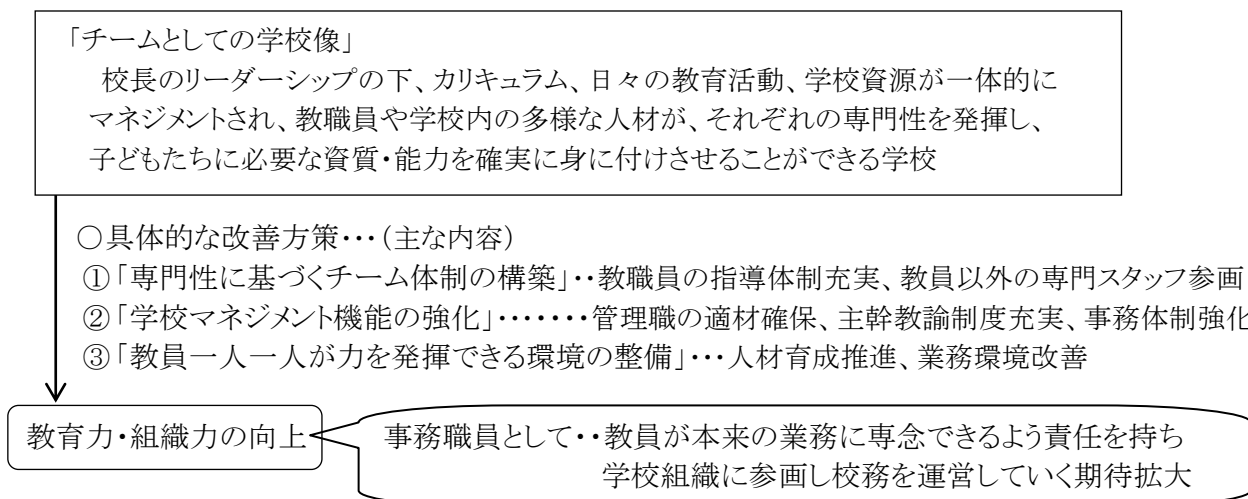 「チームとしての学校像」
校長のリーダーシップの下、カリキュラム、日々の教育活動、学校資源が一体的に
マネジメントされ、教職員や学校内の多様な人材が、それぞれの専門性を発揮し、
子どもたちに必要な資質・能力を確実に身に付けさせることができる学校
○具体的な改善方策・・・(主な内容)
①「専門性に基づくチーム体制の構築」・・教職員の指導体制充実、教員以外の専門スタッフ参画
②「学校マネジメント機能の強化」・・・・・・・管理職の適材確保、主幹教諭制度充実、事務体制強化
③「教員一人一人が力を発揮できる環境の整備」・・・人材育成推進、業務環境改善
教育力・組織力の向上
事務職員として・・教員が本来の業務に専念できるよう責任を持ち
学校組織に参画し校務を運営していく期待拡大